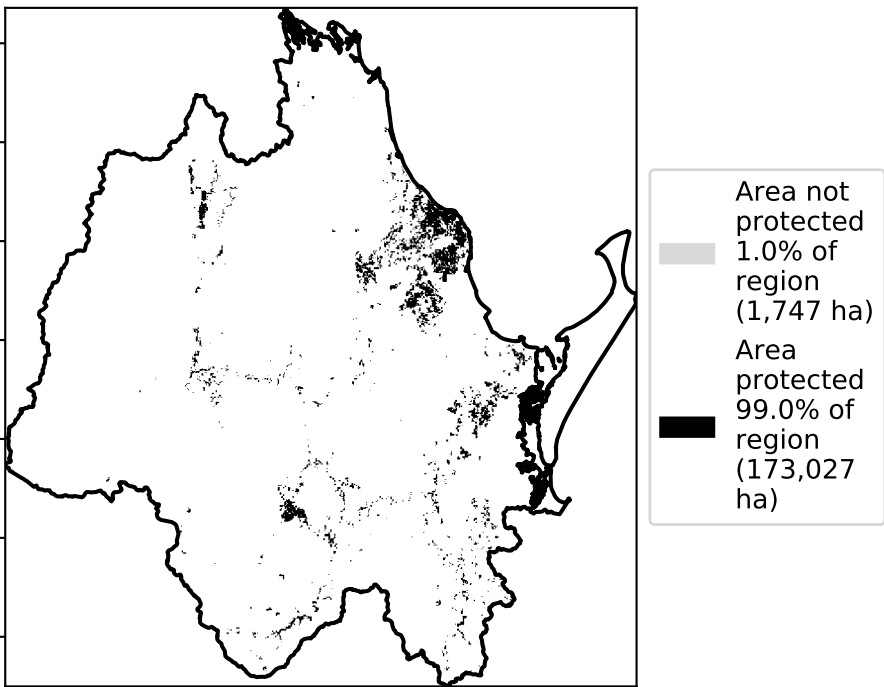 Area not
protected
1.0% of
region
(1,747 ha)
Area
protected
99.0% of
region
(173,027
ha)